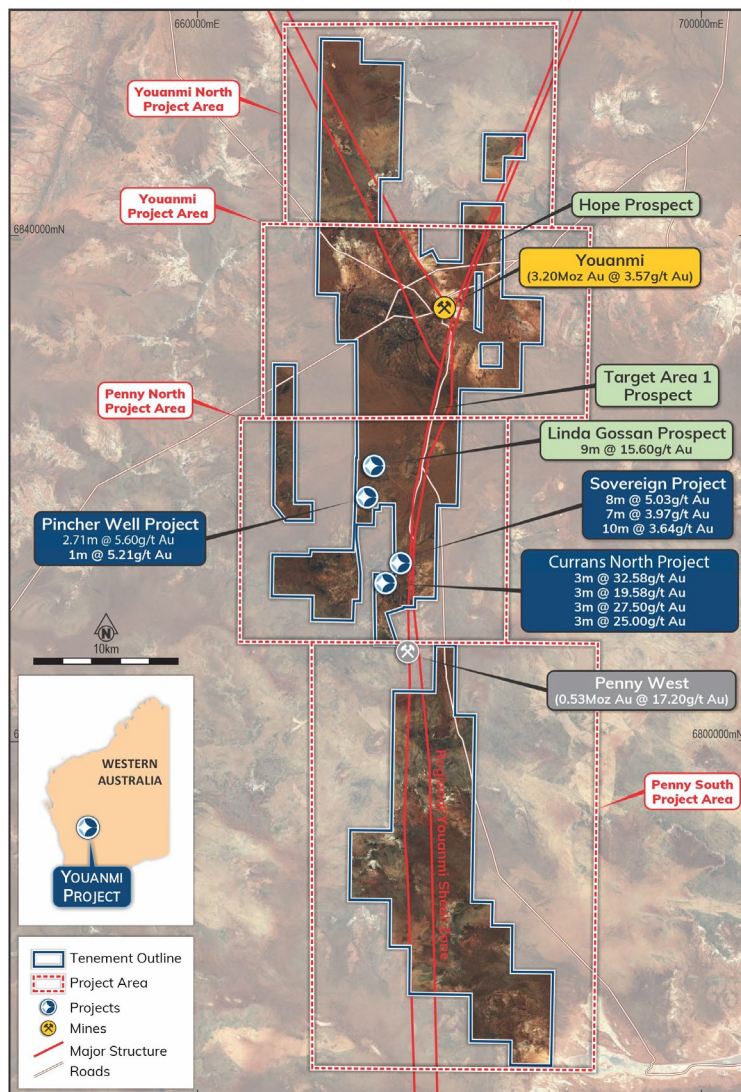 660000mE
700000mE
Youanmi North
Project Area
Youanmi
Project Area
6840000mN
Hope Prospect
Youanmi
(3.20Moz Au @ 3.57g/t Au)
Penny North
Project Area
Target Area 1
Prospect
Linda Gossan Prospect
9m @ 15.60g/t Au
Sovereign Project
8m @ 5.03g/t Au
7m @ 3.97g/t Au
10m @ 3.64g/t Au
Pincher Well Project
2.71m @ 5.60g/t Au
1m @ 5.21g/t Au
Currans North Project
3m @ 32.58g/t Au
3m @ 19.58g/t Au
3m @ 27.50g/t Au
3m @ 25.00g/t Au
N
10km
Penny West
(0.53Moz Au @ 17.20g/t Au)
6800000mN
WESTERN
AUSTRALIA
YOUANMI
PROJECT
Penny South
Project Area
Youanmi Shear Zone
Tenement Outline
Project Area
Projects
Mines
Major Structure
Roads